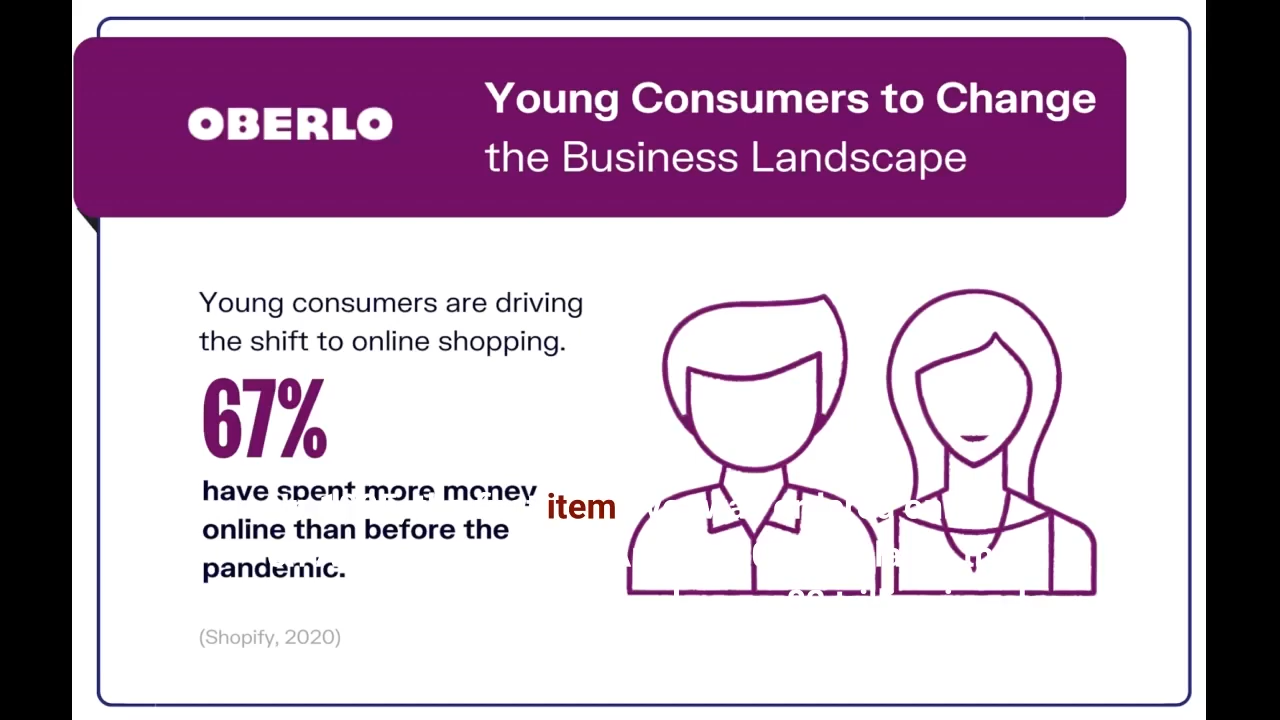 OBERLO
Young Consumers to Change
the Business Landscape
Young consumers are driving
the shift to online shopping.
67%
have spent more money
online than before the
pandemic.
item
(Shopify, 2020)